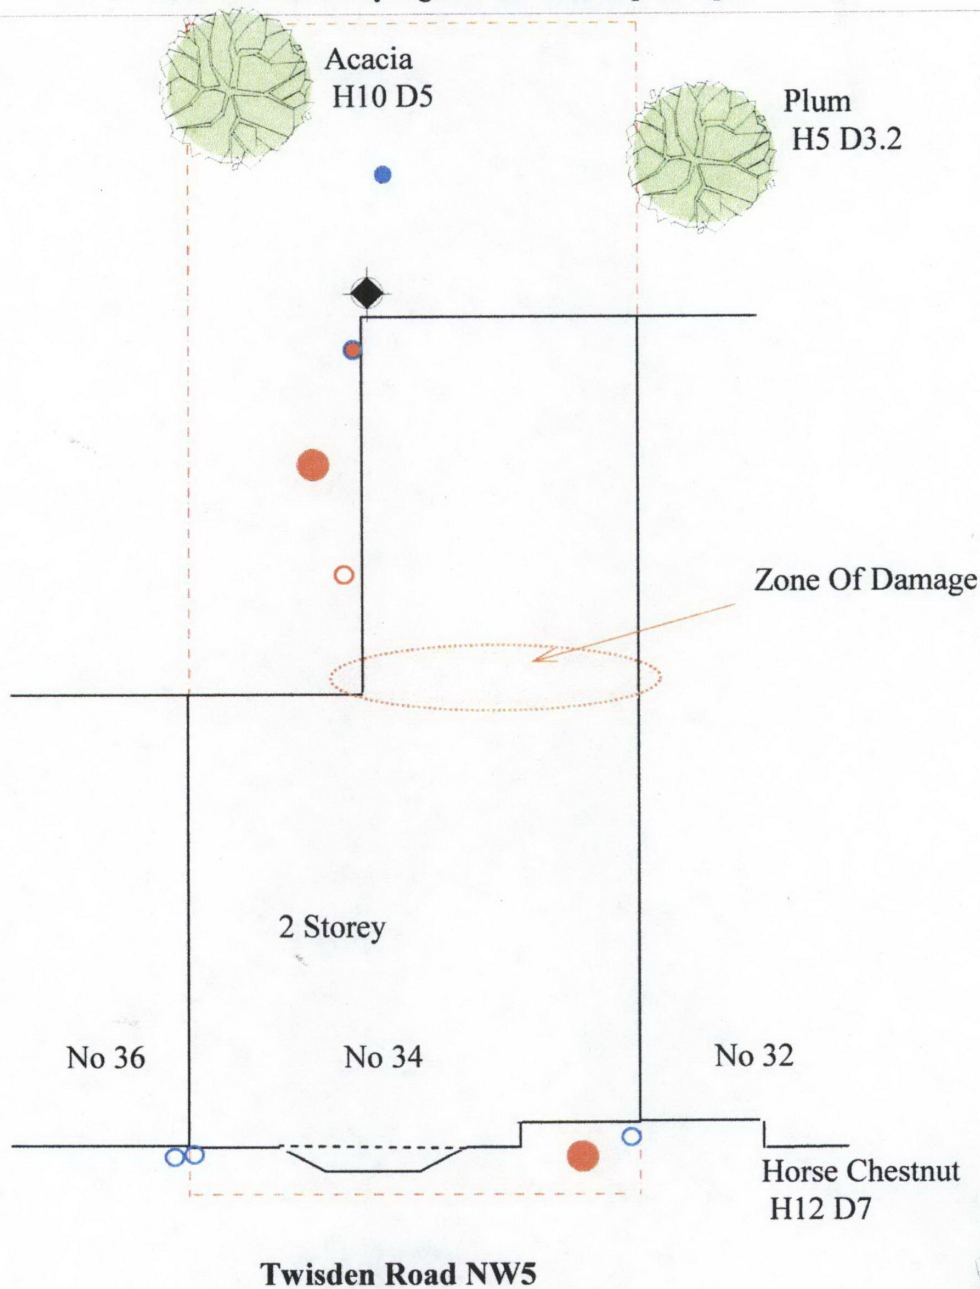 Acacia
H10 D5
Plum
H5 D3.2
Zone Of Damage
2 Storey
No 36
No 34
No 32
Horse Chestnut
H12 D7
Twisden Road NW5